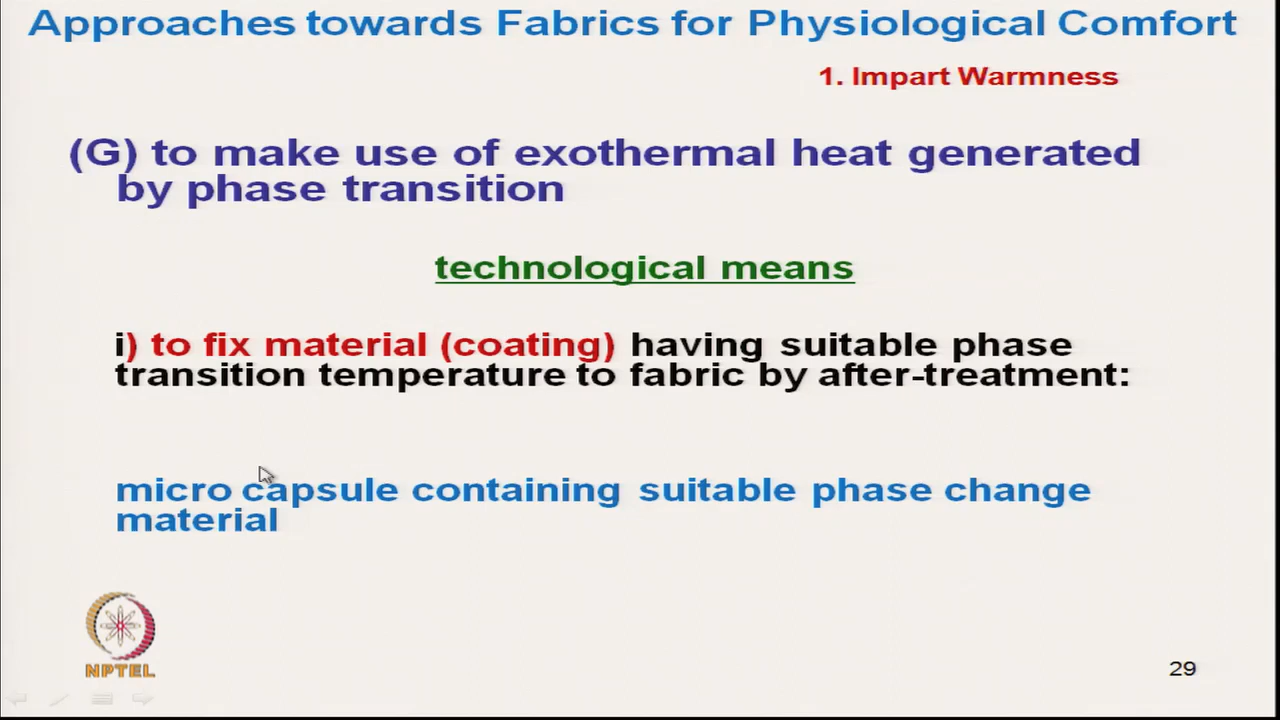 Approaches towards Fabrics for Physiological Comfort
1. Impart Warmness
(G) to make use of exothermal heat generated
by phase transition
technological means
i) to fix material (coating) having suitable phase
transition temperature to fabric by after-treatment:
micro capsule containing suitable phase change
material
NPTEL
29